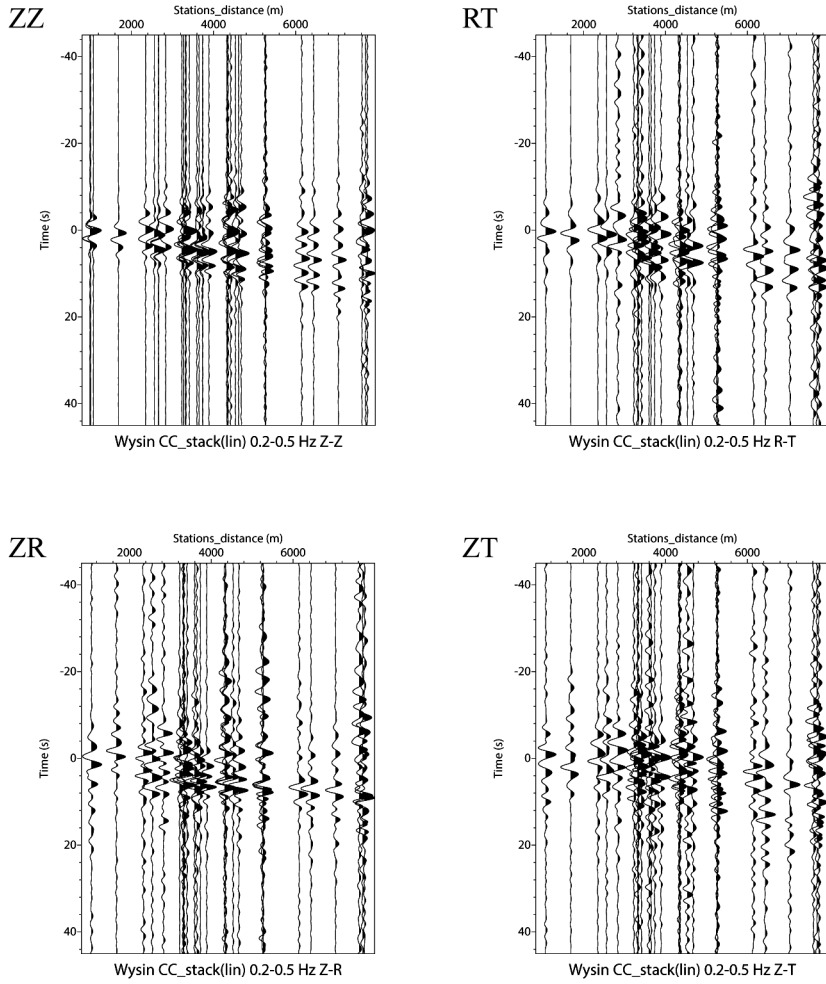 ZZ
Stations_distance (m)
2000 4000 6000
-40
-20
0
20
40
Time (s)
Wysin CC_stack(lin) 0.2-0.5 Hz Z-Z
RT
Stations_distance (m)
2000 4000 6000
-40
-20
0
20
40
Time (s)
Wysin CC_stack(lin) 0.2-0.5 Hz R-T
ZR
Stations_distance (m)
2000 4000 6000
-40
-20
0
20
40
Time (s)
Wysin CC_stack(lin) 0.2-0.5 Hz Z-R
ZT
Stations_distance (m)
2000 4000 6000
-40
-20
0
20
40
Time (s)
Wysin CC_stack(lin) 0.2-0.5 Hz Z-T